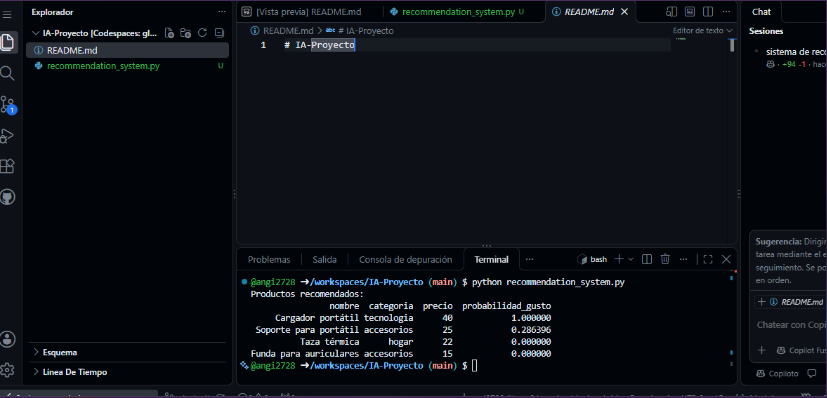 Explorador ...
IA-Proyecto [Codespaces: gl...
README.md
recommendation_system.py U
1
Esquema
Línea De Tiempo
[Vista previa] README.md
recommendation_system.py U
README.md
README.md > # IA-Proyecto
Editor de texto
1 # IA-Proyecto
Problemas Salida Consola de depuración Terminal ... bash
@angi2728 → /workspaces/IA-Proyecto (main) $ python recommendation_system.py
Productos recomendados:
nombre categoria precio probabilidad_gusto
Cargador portátil tecnologia 40 1.000000
Soporte para portátil accesorios 25 0.286396
Taza térmica hogar 22 0.000000
Funda para auriculares accesorios 15 0.000000
@angi2728 → /workspaces/IA-Proyecto (main) $
Chat
Sesiones
sistema de reco
+94 -1 · hac
Sugerencia: Dirigir
tarea mediante el e
seguimiento. Se po
en orden.
README.md
Chatear con Copi
Copilot Fus
Copiloto